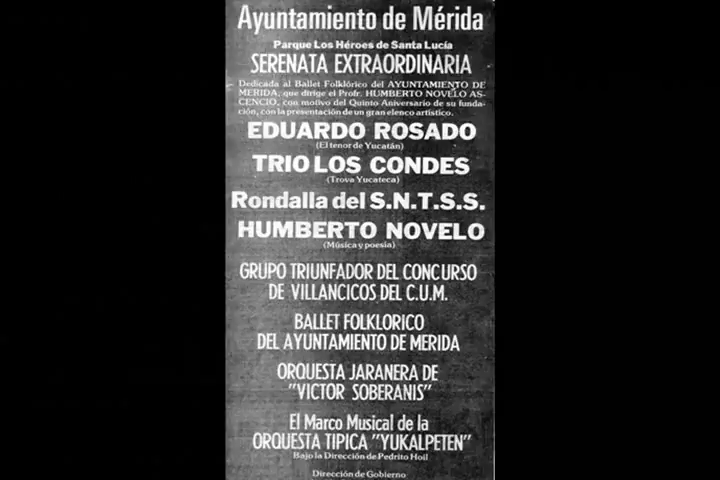 Ayuntamiento de Mérida
Parque Los Héroes de Santa Lucía
SERENATA EXTRAORDINARIA
Dedicada al Ballet Folklórico del AYUNTAMIENTO DE
MERIDA, que dirige el Profr. HUMBERTO NOVELO AS-
CENCIO, con motivo del Quinto Aniversario de su funda-
ción, con la presentación de un gran elenco artístico.
EDUARDO ROSADO
(El tenor de Yucatán)
TRIO LOS CONDES
(Trova Yucateca)
Rondalla del S.N.T.S.S.
HUMBERTO NOVELO
(Música y poesia)
GRUPO TRIUNFADOR DEL CONCURSO
DE VILLANCICOS DEL C.U.M.
BALLET FOLKLORICO
DEL AYUNTAMIENTO DE MERIDA
ORQUESTA JARANERA DE
"VICTOR SOBERANIS"
El Marco Musical de la
ORQUESTA TIPICA "YUKALPETEN"
Bajo la Dirección de Pedrito Hoil
Dirección de Gobierno